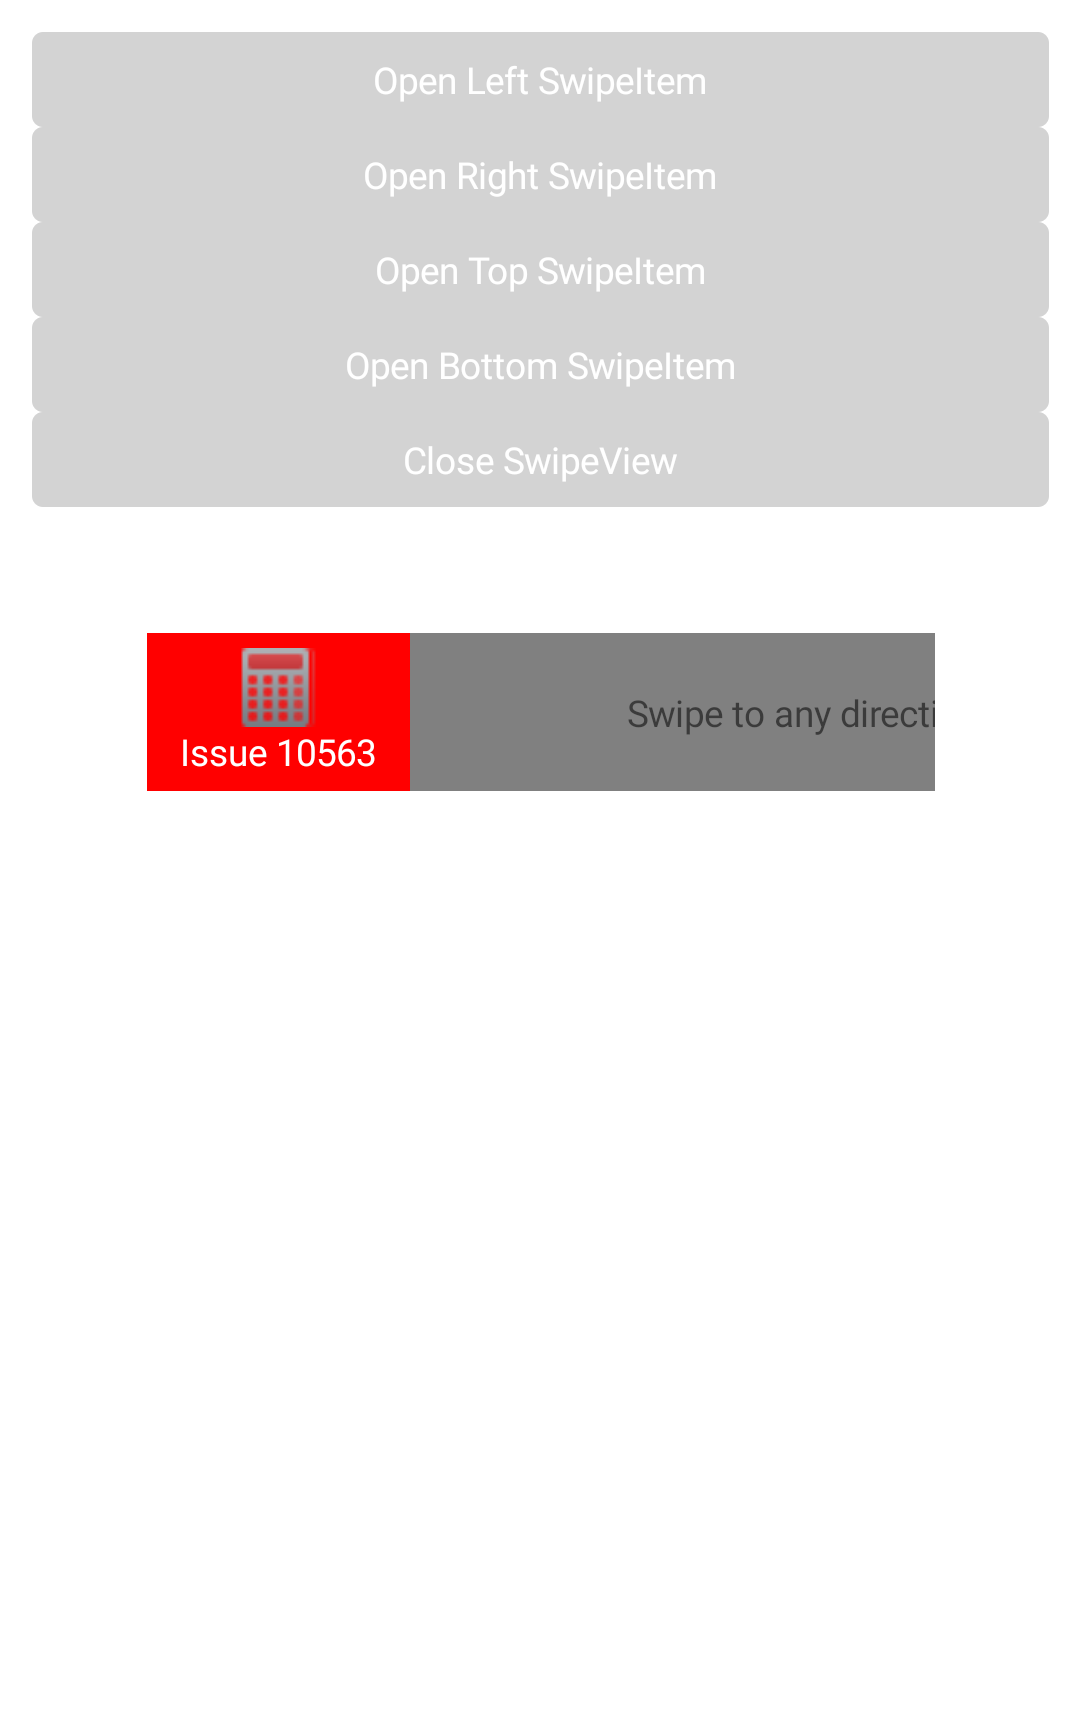 Open Left SwipeItem
Open Right SwipeItem
Open Top SwipeItem
Open Bottom SwipeItem
Close SwipeView
Issue 10563
Swipe to any directi